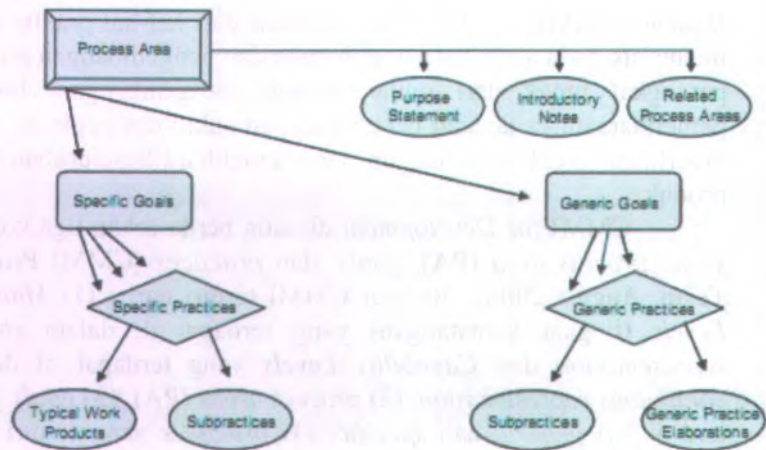 Process Area
Purpose
Statement
Introductory
Notes
Related
Process Areas
Specific Goals
Generic Goals
Specific Practices
Generic Practices
Typical Work
Products
Subpractices
Subpractices
Generic Practice
Elaborations